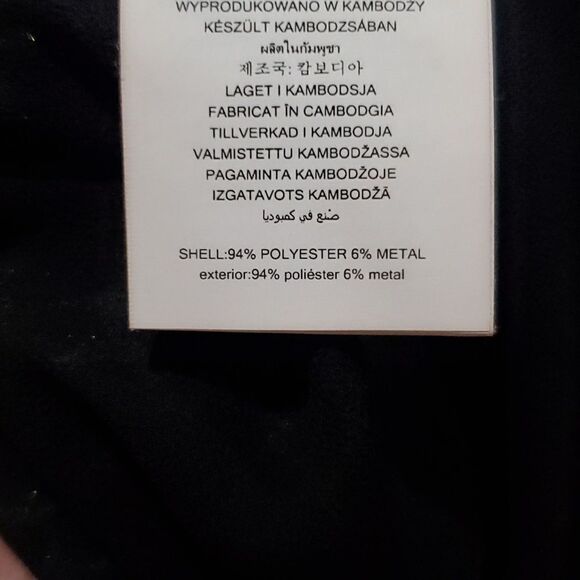 WYPRODUKOWANO W KAMBODŻY
KÉSZÜLT KAMBODZSÁBAN
ผลิตในกัมพูชา
제조국: 캄보디아
LAGET I KAMBODSJA
FABRICAT ÎN CAMBODGIA
TILLVERKAD I KAMBODJA
VALMISTETTU KAMBODŽASSA
PAGAMINTA KAMBODŽOJE
IZGATAVOTS KAMBODŽĀ
صُنع في كمبوديا
SHELL:94% POLYESTER 6% METAL
exterior:94% poliéster 6% metal